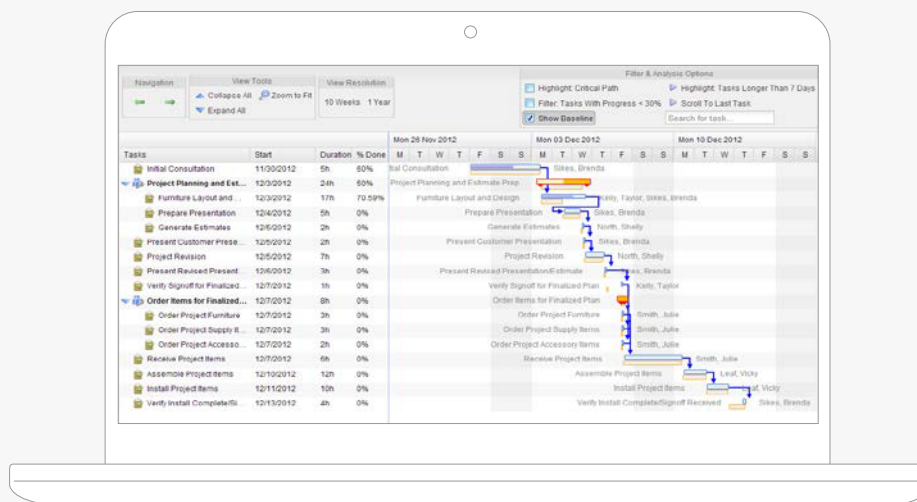 Navigation
View Tools
View Resolution
Filter & Analysis Options
Collapse All Zoom to Fit
Expand All
10 Weeks 1 Year
Highlight Critical Path
Highlight Tasks Longer Than 7 Days
Filter: Tasks With Progress < 30%
Scroll To Last Task
Show Baseline
Search for task...
Mon 26 Nov 2012 Mon 03 Dec 2012 Mon 10 Dec 2012
Tasks Start Duration % Done M T W T F S S M T W T F S S M T W T F S S
Initial Consultation 11/30/2012 5h 60% tial Consultation Sikes, Brenda
Project Planning and Est... 12/3/2012 24h 50% Project Planning and Estimate Prep
Furniture Layout and ... 12/3/2012 17h 70.59% Furniture Layout and Design Kelly, Taylor, Sikes, Brenda
Prepare Presentation 12/4/2012 5h 0% Prepare Presentation Sikes, Brenda
Generate Estimates 12/5/2012 2h 0% Generate Estimates North, Shelly
Present Customer Prese... 12/5/2012 2h 0% Present Customer Presentation Sikes, Brenda
Project Revision 12/5/2012 7h 0% Project Revision North, Shelly
Present Revised Present... 12/6/2012 3h 0% Present Revised Presentation/Estimate Sikes, Brenda
Verify Signoff for Finalized... 12/7/2012 1h 0% Verify Signoff for Finalized Plan Kelly, Taylor
Order Items for Finalized... 12/7/2012 8h 0% Order Items for Finalized Plan
Order Project Furniture 12/7/2012 3h 0% Order Project Furniture Smith, Julie
Order Project Supply It... 12/7/2012 3h 0% Order Project Supply Items Smith, Julie
Order Project Accesso... 12/7/2012 2h 0% Order Project Accessory Items Smith, Julie
Receive Project Items 12/7/2012 6h 0% Receive Project Items Smith, Julie
Assemble Project Items 12/10/2012 12h 0% Assemble Project Items Leaf, Vicky
Install Project Items 12/11/2012 10h 0% Install Project Items Leaf, Vicky
Verify Install Complete/Si... 12/13/2012 4h 0% Verify Install Complete/Signoff Received Sikes, Brenda